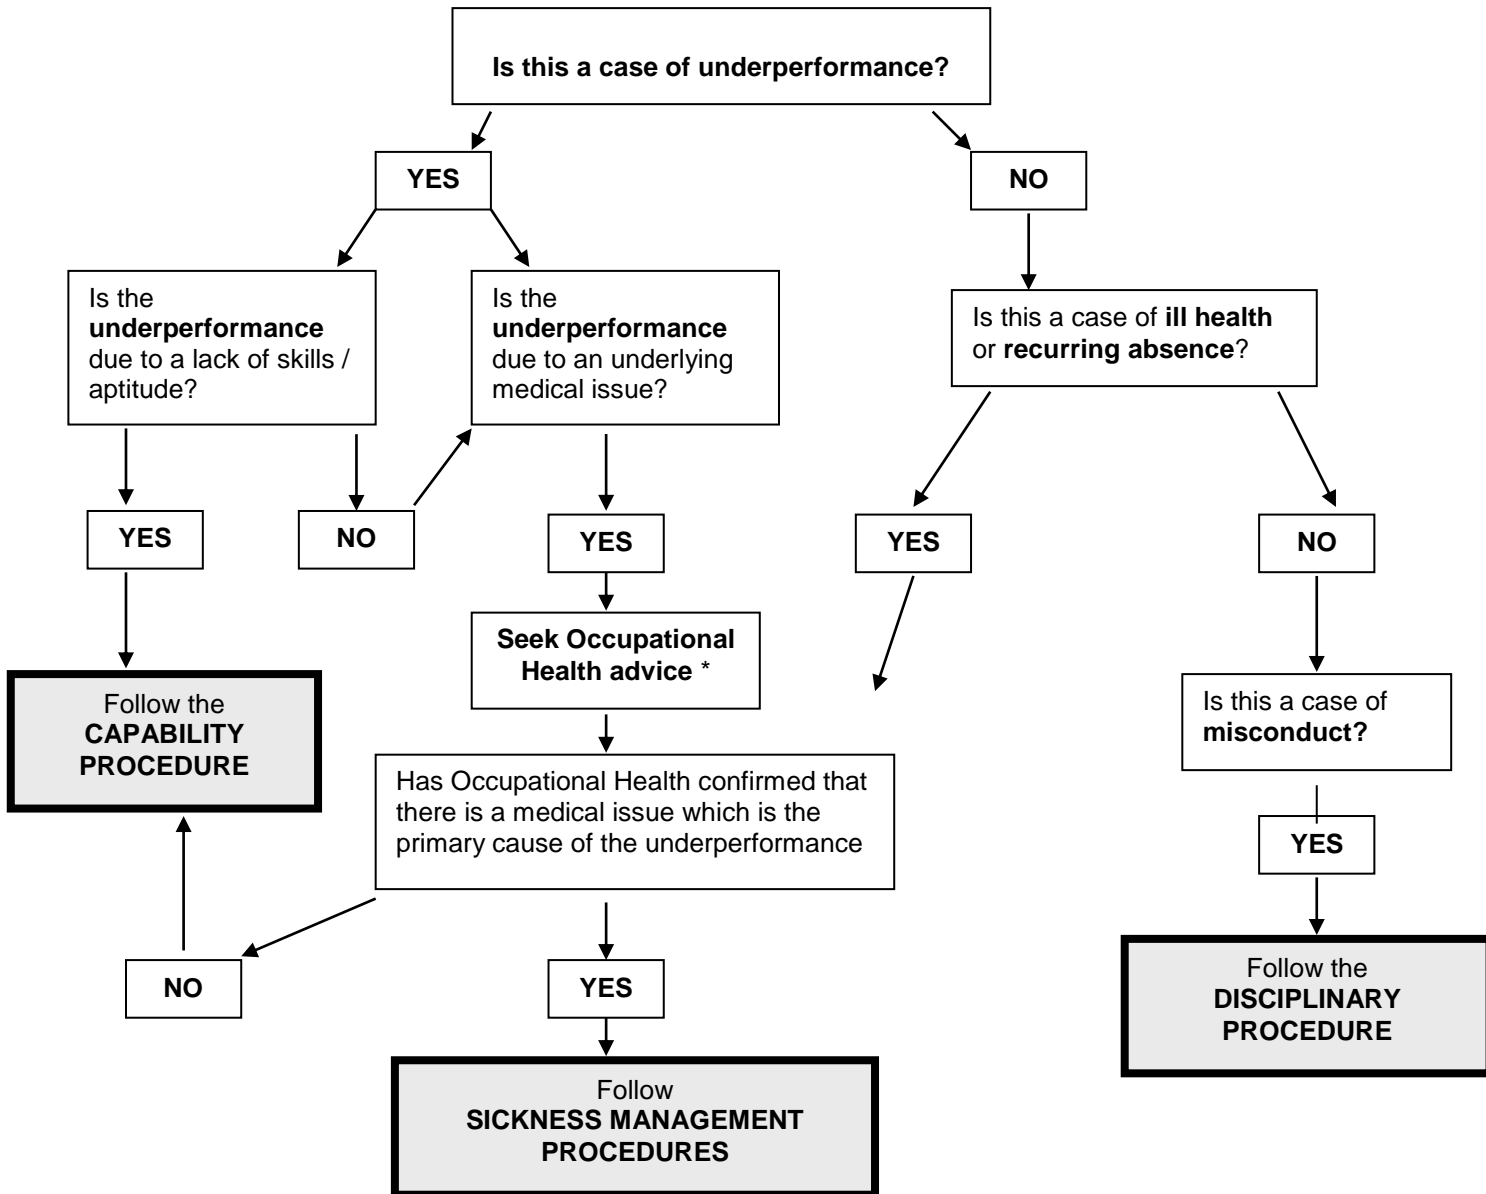 Is this a case of underperformance?
YES
NO
Is the
underperformance
due to a lack of skills /
aptitude?
Is the
underperformance
due to an underlying
medical issue?
Is this a case of ill health
or recurring absence?
YES
NO
YES
YES
NO
Seek Occupational
Health advice *
Follow the
CAPABILITY
PROCEDURE
Is this a case of
misconduct?
Has Occupational Health confirmed that
there is a medical issue which is the
primary cause of the underperformance
YES
NO
YES
Follow the
DISCIPLINARY
PROCEDURE
Follow
SICKNESS MANAGEMENT
PROCEDURES